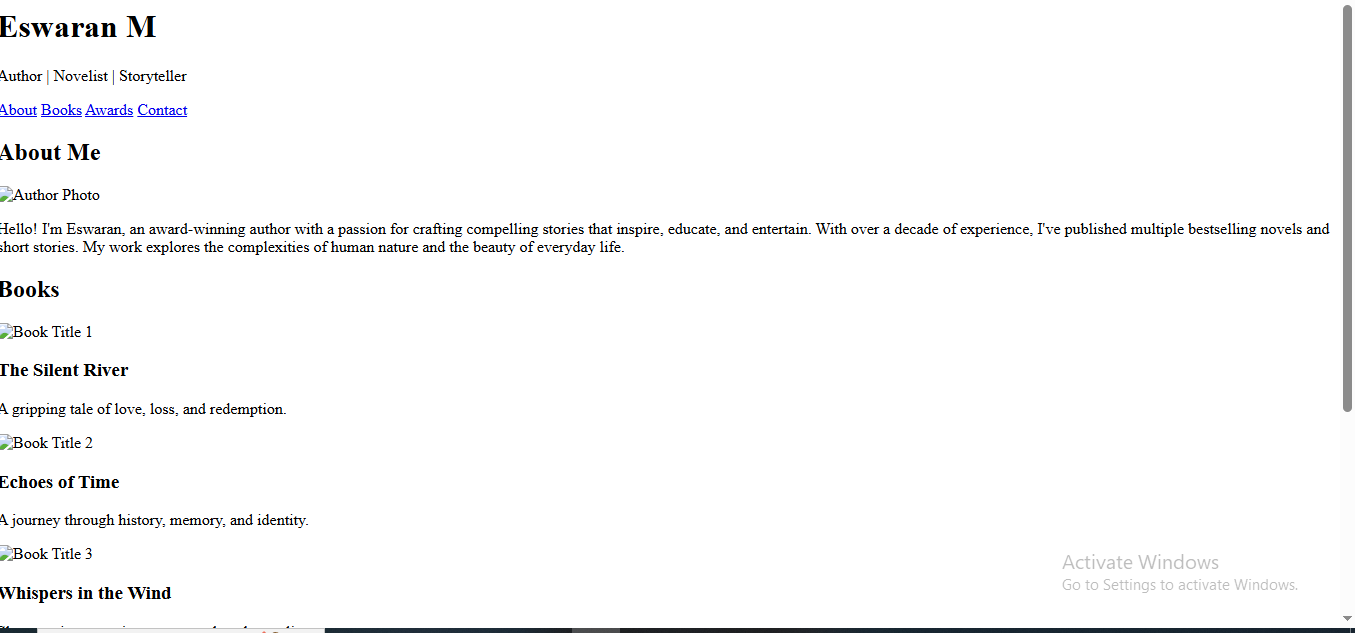 Eswaran M
Author | Novelist | Storyteller
About Books Awards Contact
About Me
Author Photo
Hello! I'm Eswaran, an award-winning author with a passion for crafting compelling stories that inspire, educate, and entertain. With over a decade of experience, I've published multiple bestselling novels and
short stories. My work explores the complexities of human nature and the beauty of everyday life.
Books
Book Title 1
The Silent River
A gripping tale of love, loss, and redemption.
Book Title 2
Echoes of Time
A journey through history, memory, and identity.
Book Title 3
Whispers in the Wind
Activate Windows
Go to Settings to activate Windows.